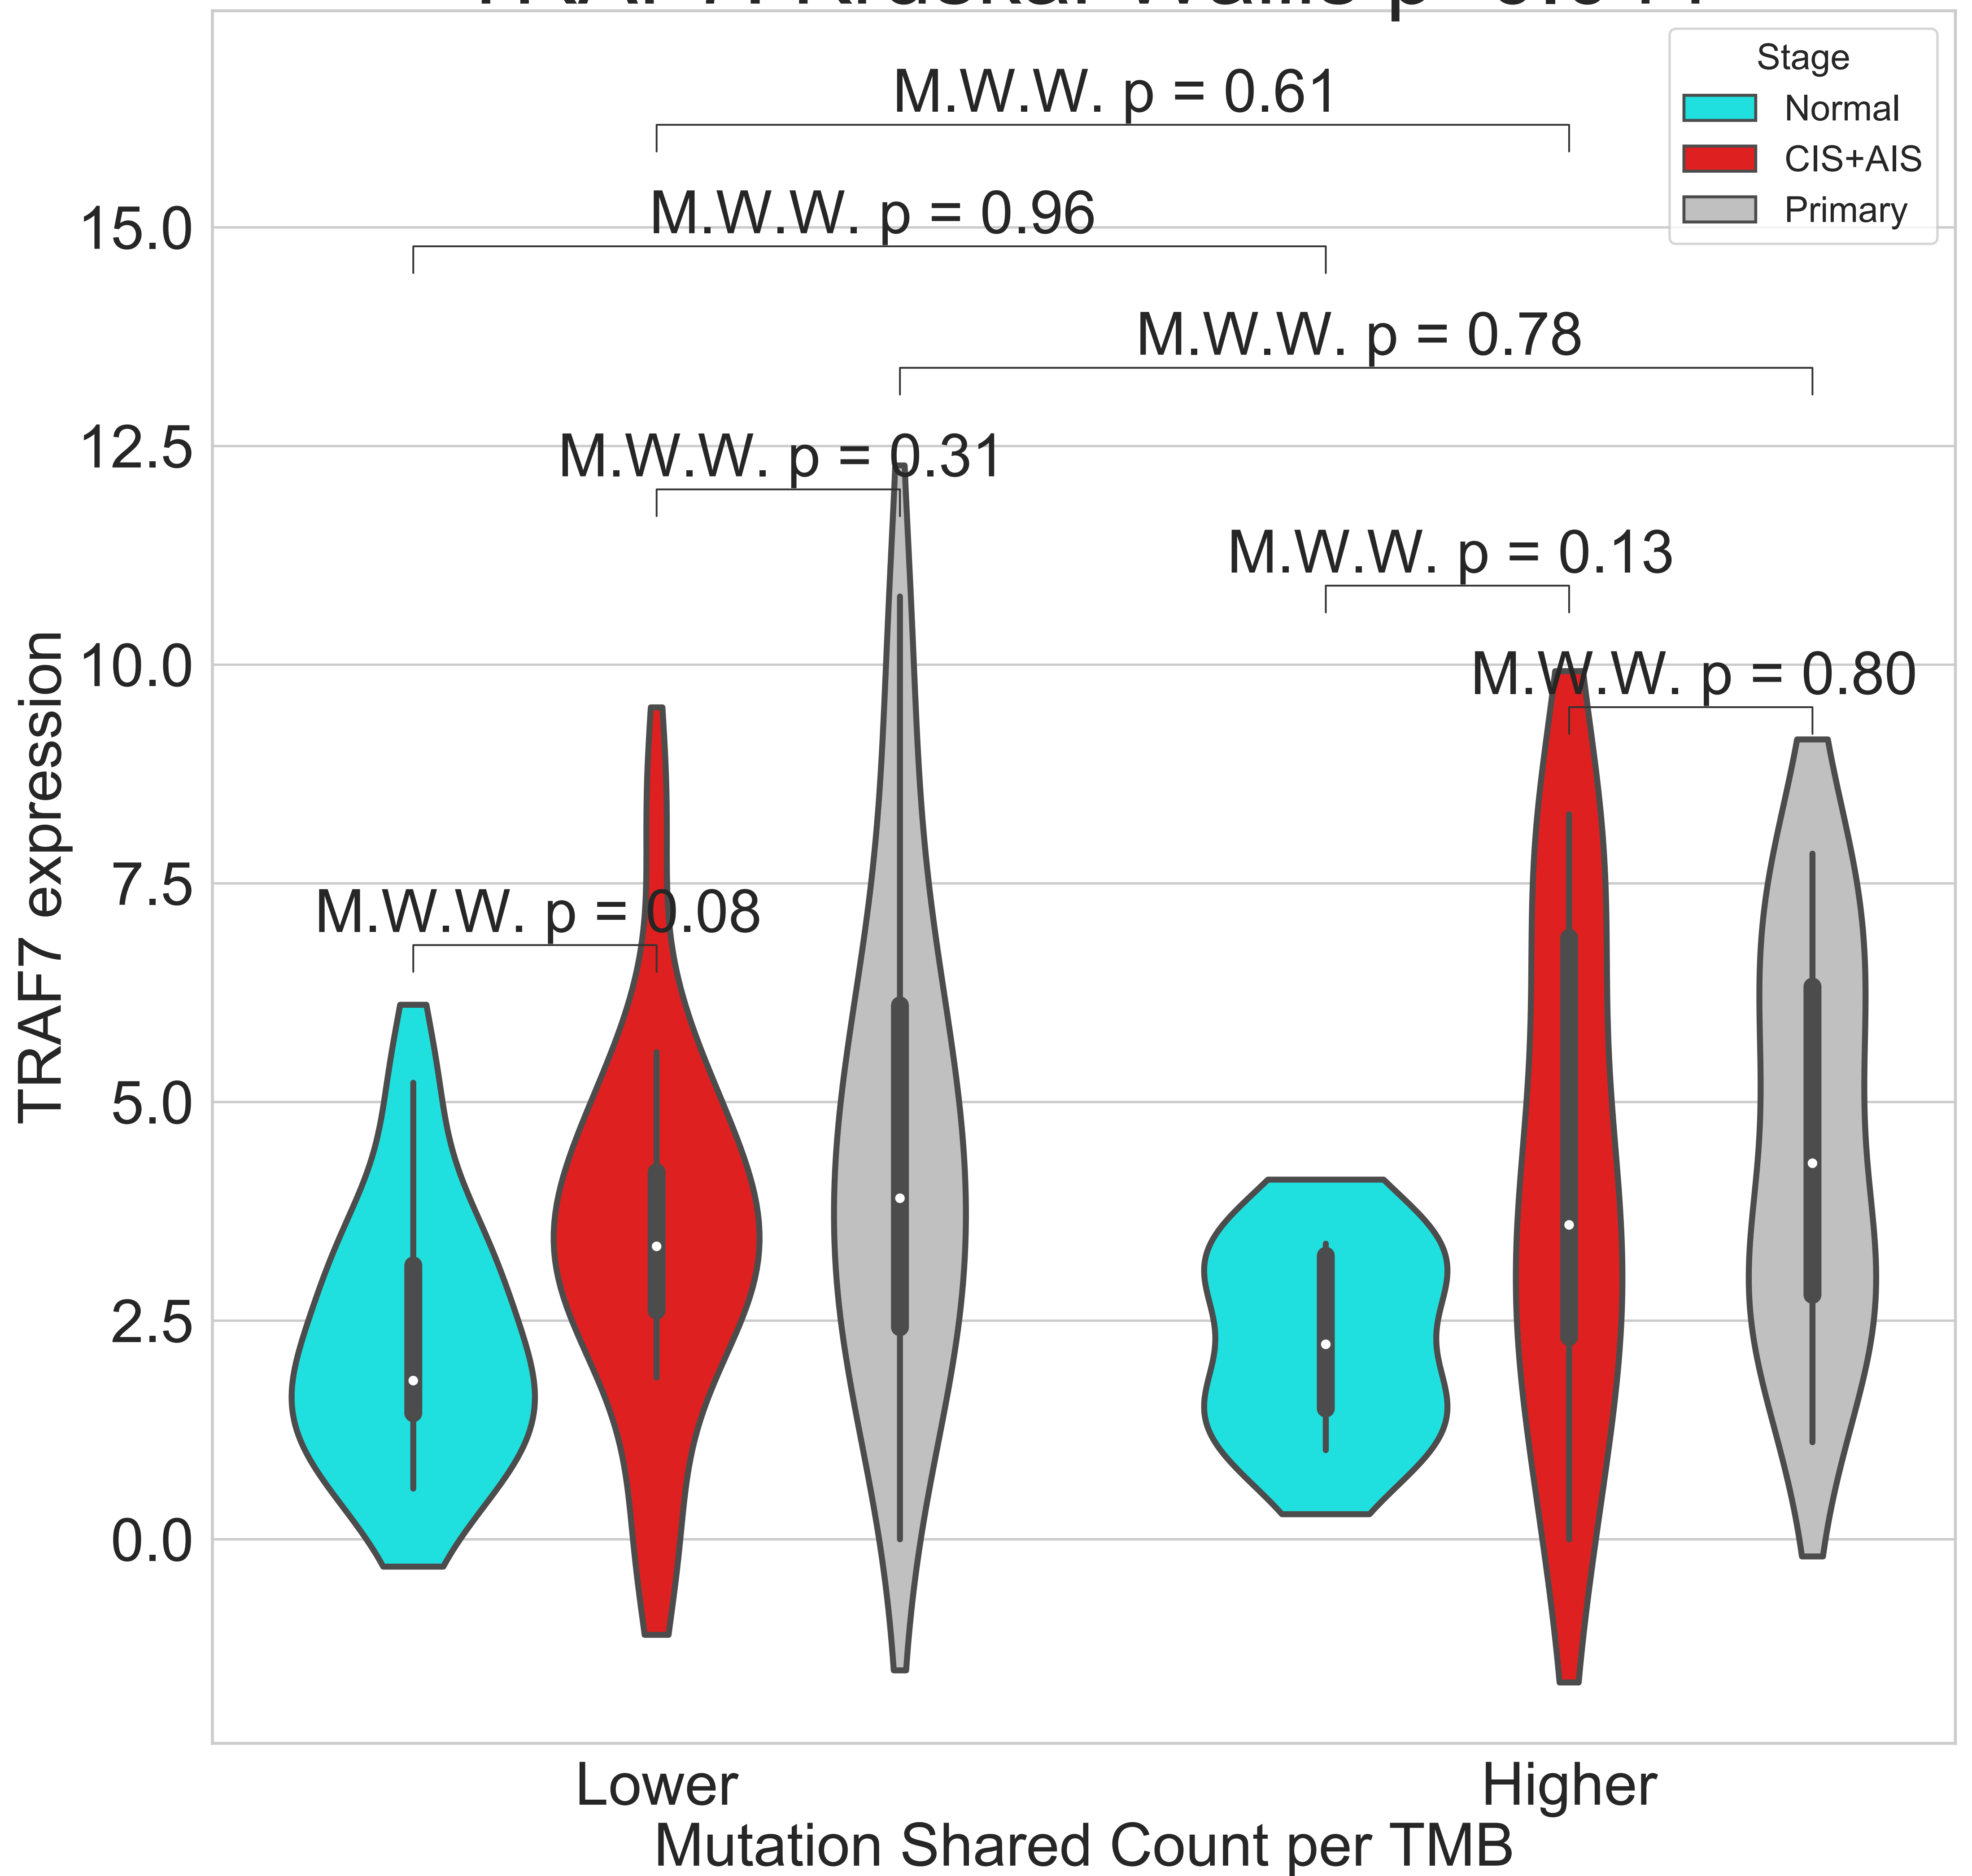 M.W.W. p = 0.61
Stage
Normal
CIS+AIS
Primary
M.W.W. p = 0.96
M.W.W. p = 0.78
M.W.W. p = 0.31
M.W.W. p = 0.13
M.W.W. p = 0.80
M.W.W. p = 0.08
15.0
12.5
10.0
7.5
5.0
2.5
0.0
TRAF7 expression
Lower
Higher
Mutation Shared Count per TMB